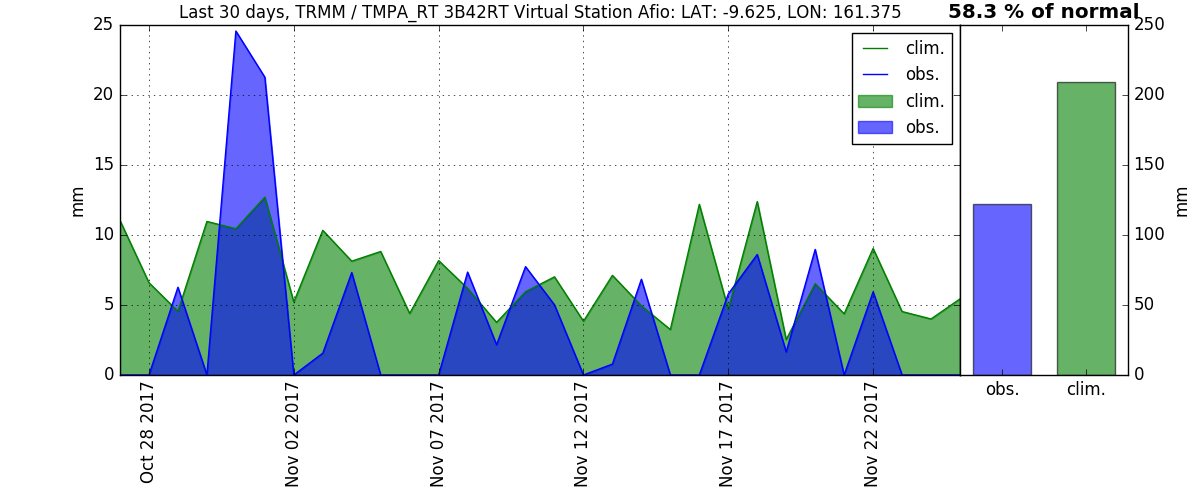 Last 30 days, TRMM / TMPA_RT 3B42RT Virtual Station Afio: LAT: -9.625, LON: 161.375
58.3 % of normal
25
20
15
10
5
0
mm
clim.
obs.
clim.
obs.
250
200
150
100
50
0
mm
Oct 28 2017
Nov 02 2017
Nov 07 2017
Nov 12 2017
Nov 17 2017
Nov 22 2017
obs.
clim.